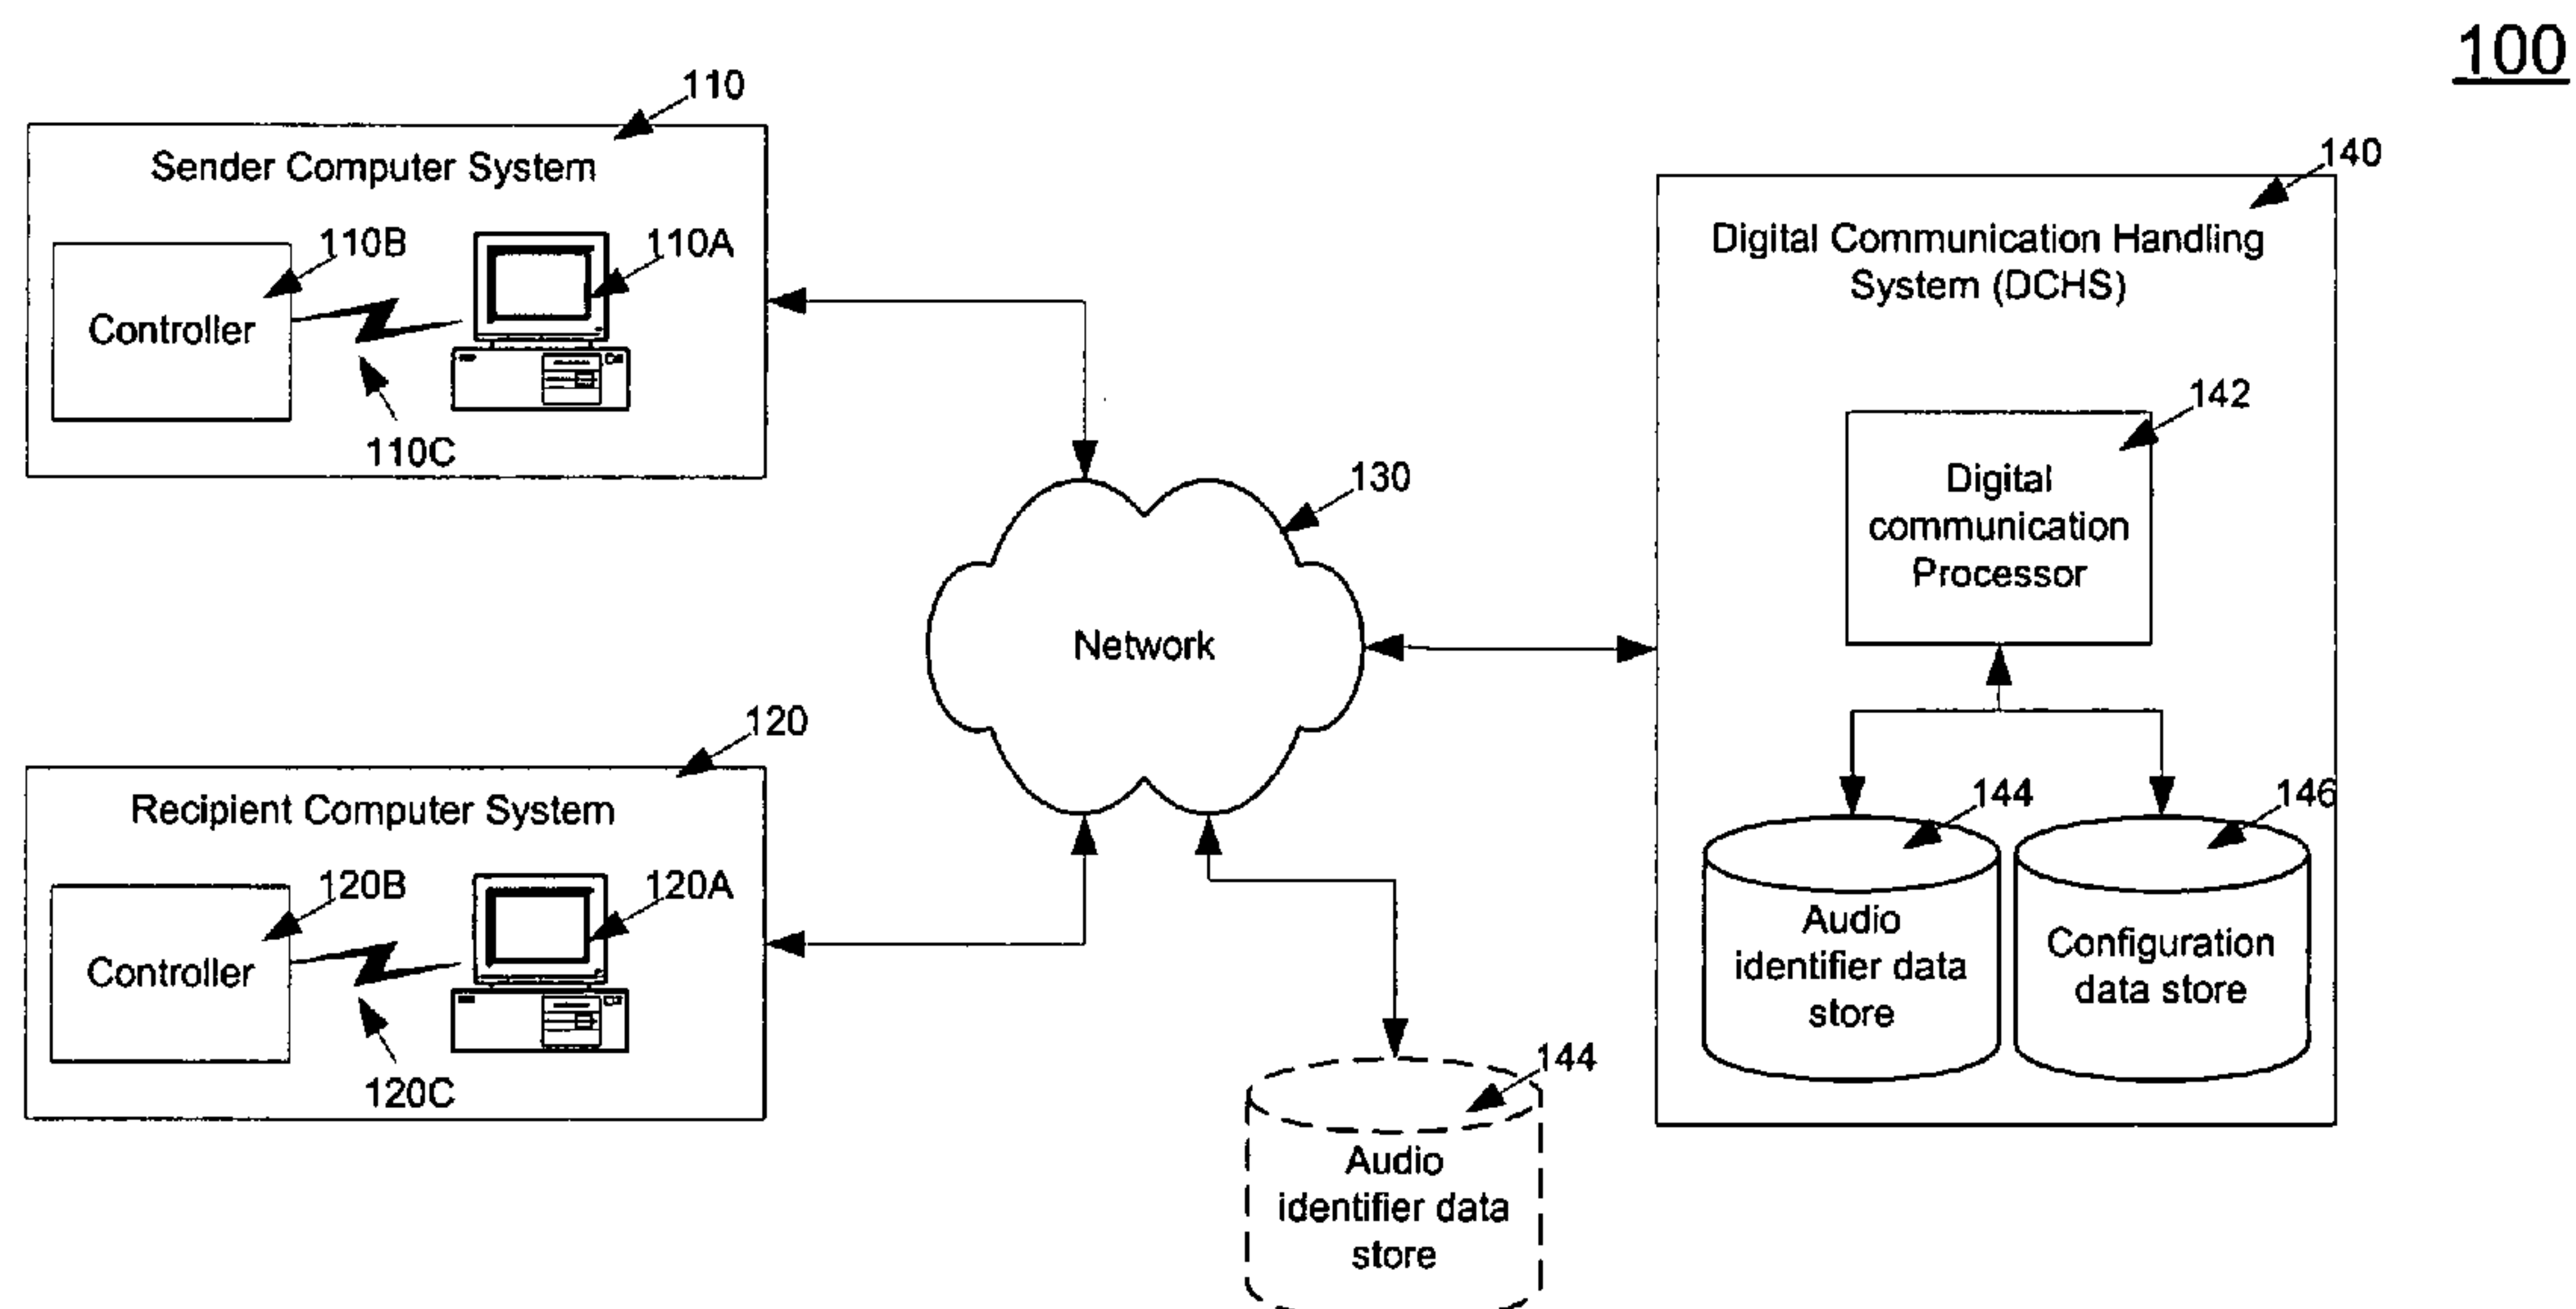 100
110
Sender Computer System
110B
110A
Controller
110C
140
Digital Communication Handling
System (DCHS)
142
Digital
communication
Processor
130
Network
120
Recipient Computer System
120B
120A
Controller
120C
144
146
Audio
identifier data
store
Configuration
data store
144
Audio
identifier data
store